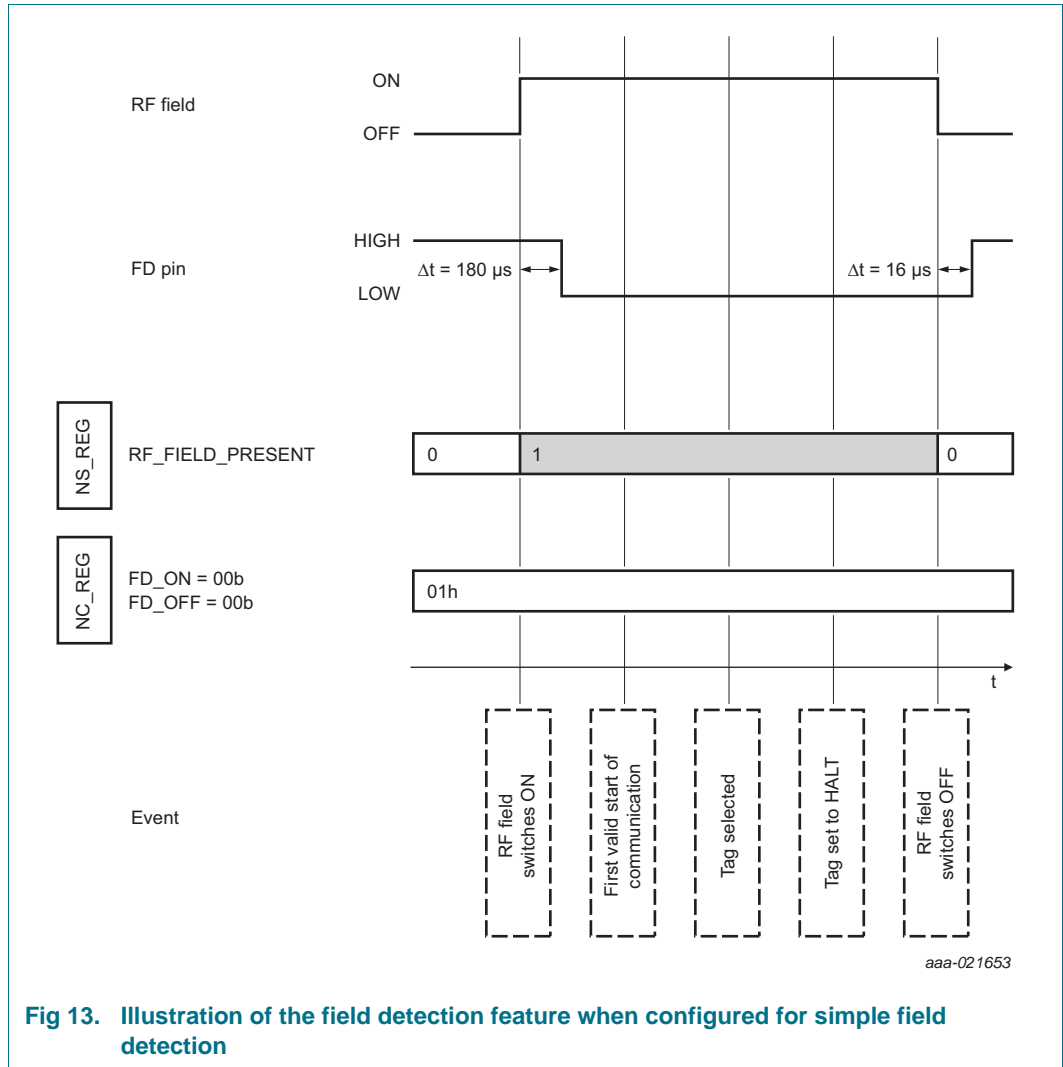 RF field
ON
OFF
FD pin
HIGH
LOW
Δt = 180 µs
Δt = 16 µs
NS_REG
RF_FIELD_PRESENT
0
1
0
NC_REG
FD_ON = 00b
FD_OFF = 00b
01h
t
Event
RF field
switches ON
First valid start of
communication
Tag selected
Tag set to HALT
RF field
switches OFF
aaa-021653
Fig 13. Illustration of the field detection feature when configured for simple field
detection